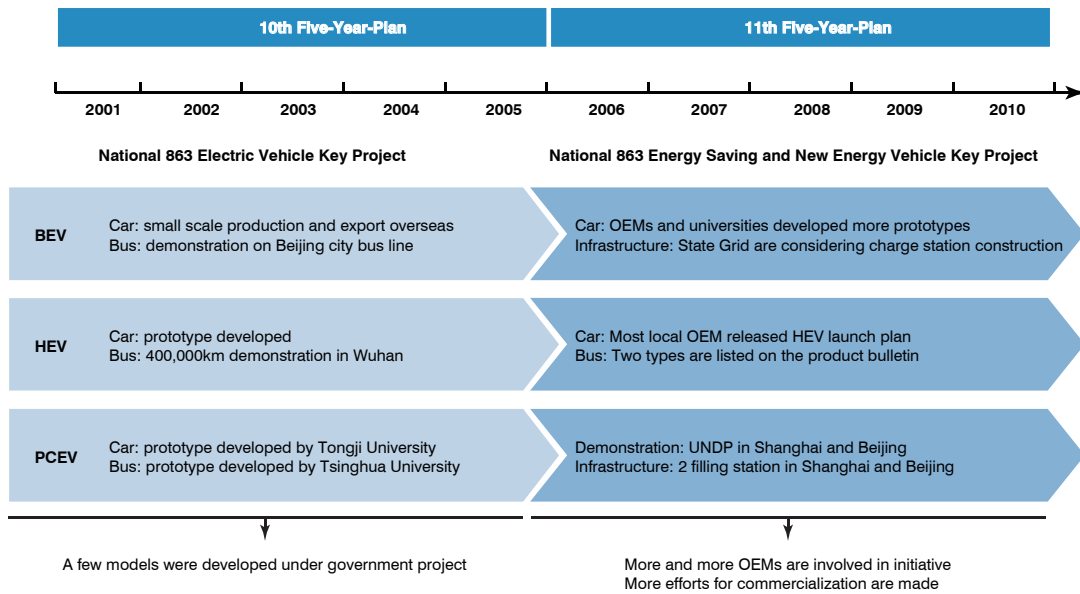 10th Five-Year-Plan
11th Five-Year-Plan
2001 2002 2003 2004 2005 2006 2007 2008 2009 2010
National 863 Electric Vehicle Key Project
National 863 Energy Saving and New Energy Vehicle Key Project
BEV
Car: small scale production and export overseas
Bus: demonstration on Beijing city bus line
Car: OEMs and universities developed more prototypes
Infrastructure: State Grid are considering charge station construction
HEV
Car: prototype developed
Bus: 400,000km demonstration in Wuhan
Car: Most local OEM released HEV launch plan
Bus: Two types are listed on the product bulletin
PCEV
Car: prototype developed by Tongji University
Bus: prototype developed by Tsinghua University
Demonstration: UNDP in Shanghai and Beijing
Infrastructure: 2 filling station in Shanghai and Beijing
A few models were developed under government project
More and more OEMs are involved in initiative
More efforts for commercialization are made